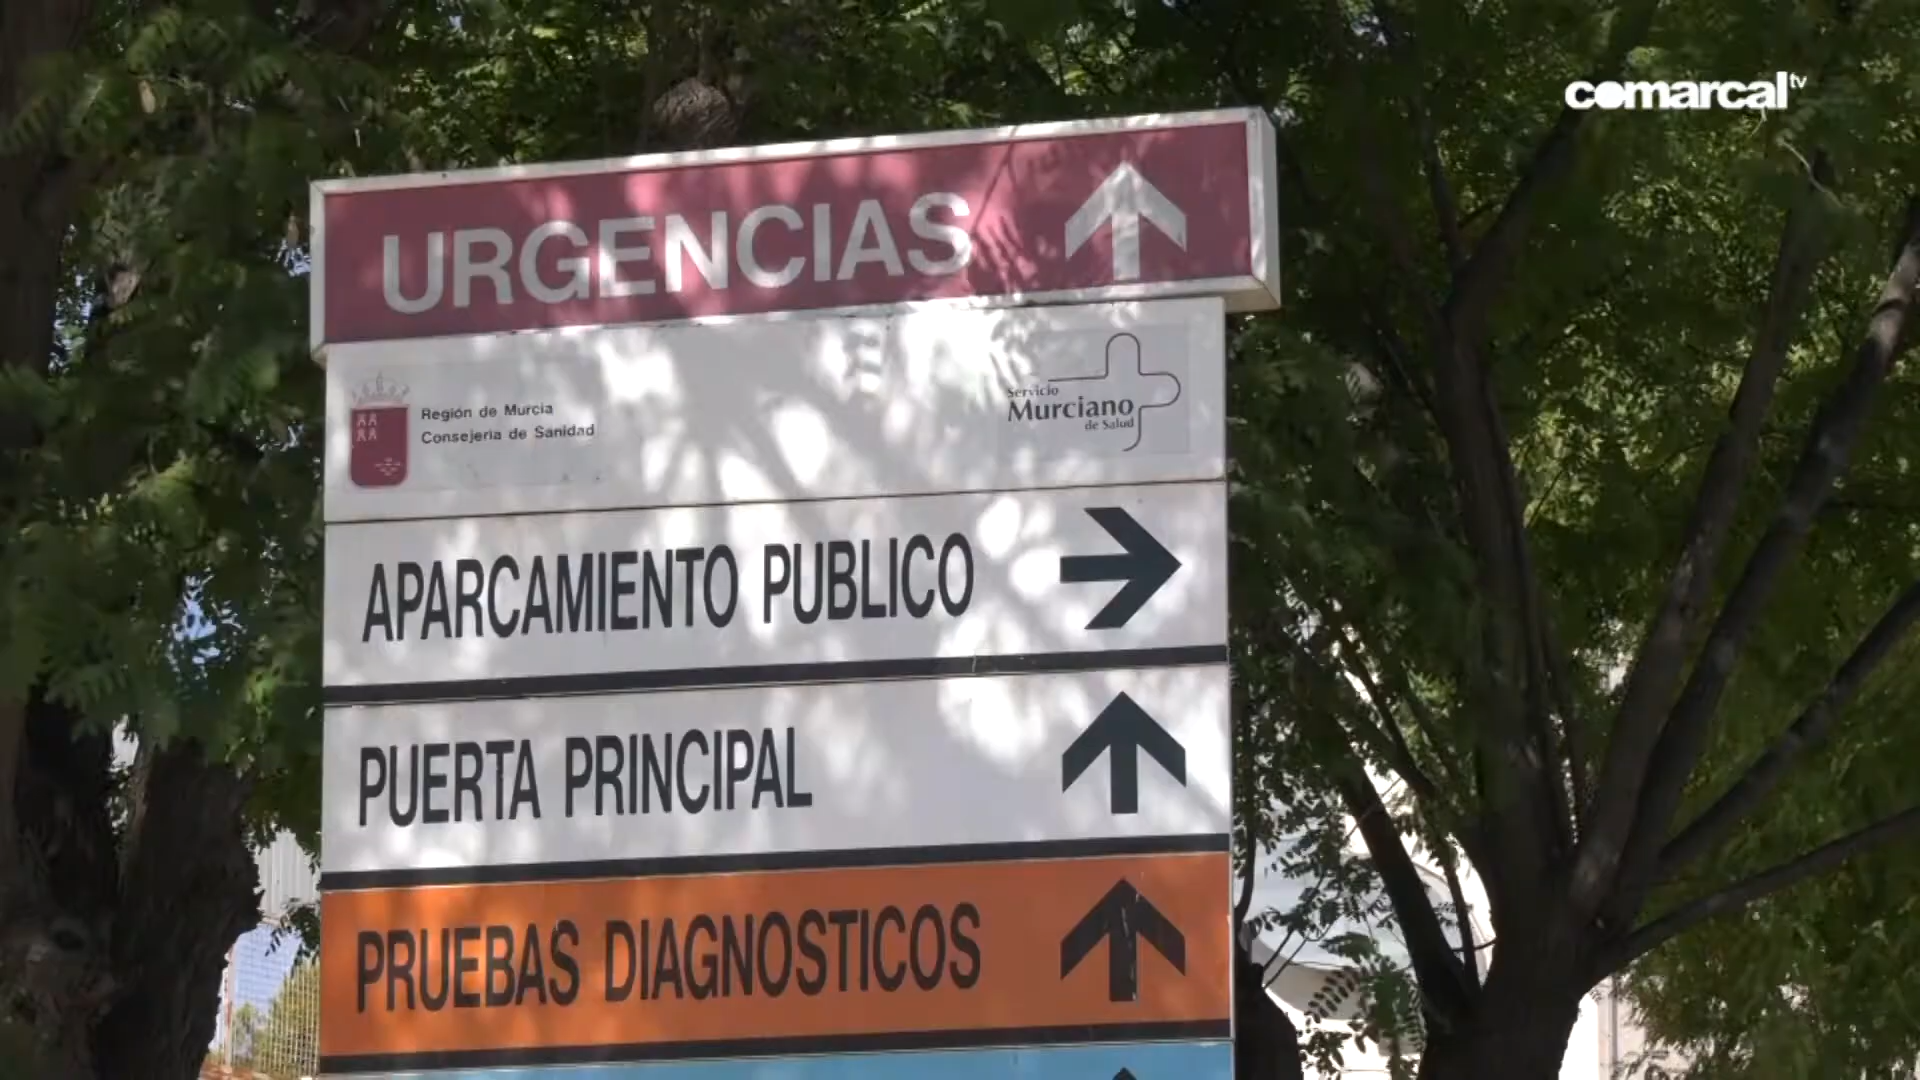 comarcal tv
URGENCIAS
Región de Murcia
Consejería de Sanidad
Servicio
Murciano
de Salud
APARCAMIENTO PUBLICO
PUERTA PRINCIPAL
PRUEBAS DIAGNOSTICOS